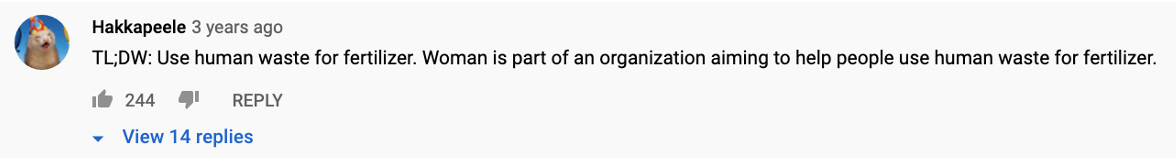 Hakkapeele 3 years ago
TL;DW: Use human waste for fertilizer. Woman is part of an organization aiming to help people use human waste for fertilizer.
244 REPLY
View 14 replies